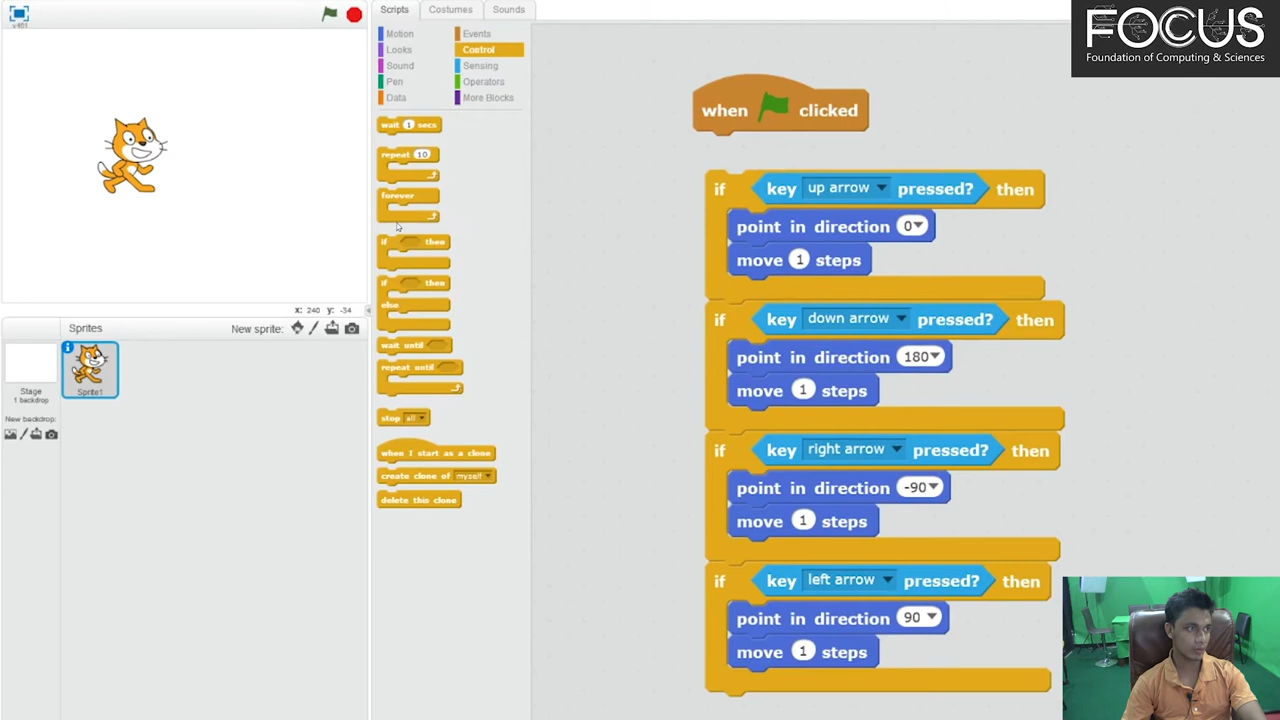 v461
Scripts
Costumes
Sounds
Motion
Looks
Sound
Pen
Data
Events
Control
Sensing
Operators
More Blocks
wait 1 secs
repeat 10
forever
if then
if then
else
wait until
repeat until
stop all
when I start as a clone
create clone of myself
delete this clone
x: 240 y: -34
Sprites
New sprite:
Stage
1 backdrop
New backdrop:
Sprite1
when clicked
if key up arrow pressed? then
point in direction 0
move 1 steps
if key down arrow pressed? then
point in direction 180
move 1 steps
if key right arrow pressed? then
point in direction -90
move 1 steps
if key left arrow pressed? then
point in direction 90
move 1 steps
FOCUS
Foundation of Computing & Sciences